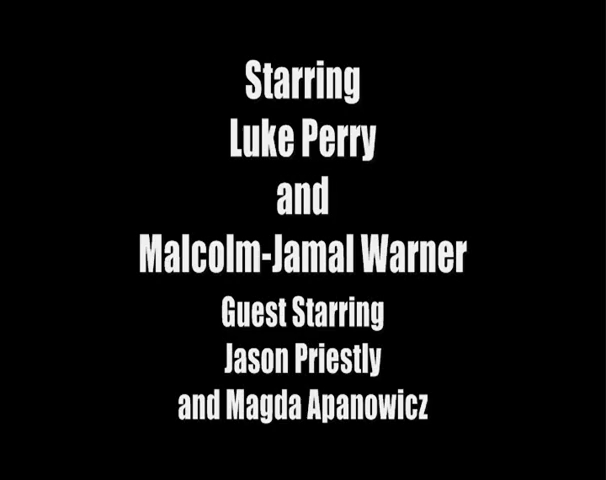 Starring
Luke Perry
and
Malcolm-Jamal Warner
Guest Starring
Jason Priestly
and Magda Apanowicz